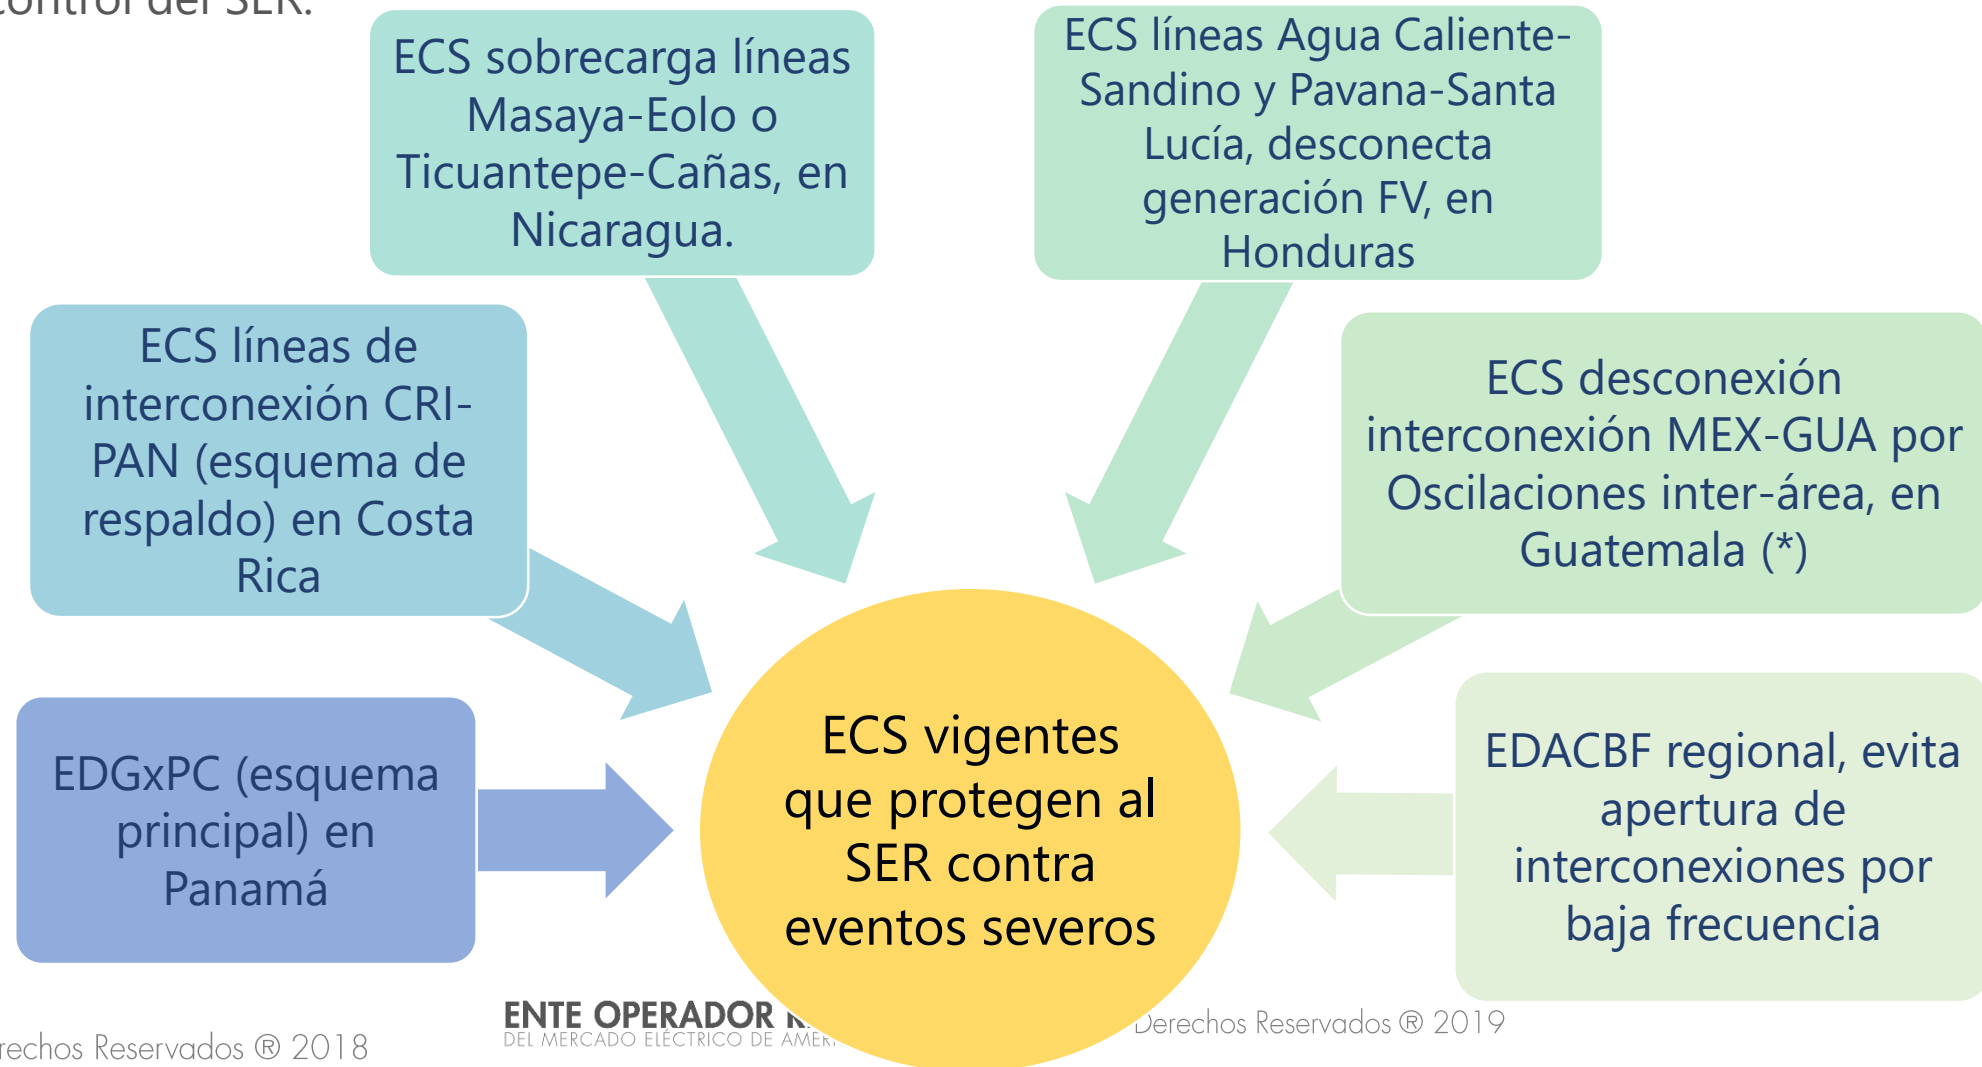 control del SER.
ECS sobrecarga líneas
Masaya-Eolo o
Ticuantepe-Cañas, en
Nicaragua.
ECS líneas Agua Caliente-
Sandino y Pavana-Santa
Lucía, desconecta
generación FV, en
Honduras
ECS líneas de
interconexión CRI-
PAN (esquema de
respaldo) en Costa
Rica
ECS desconexión
interconexión MEX-GUA por
Oscilaciones inter-área, en
Guatemala (*)
EDGxPC (esquema
principal) en
Panamá
ECS vigentes
que protegen al
SER contra
eventos severos
EDACBF regional, evita
apertura de
interconexiones por
baja frecuencia
ENTE OPERADOR
DEL MERCADO ELÉCTRICO DE
Derechos Reservados ® 2019
Reservados ® 2018